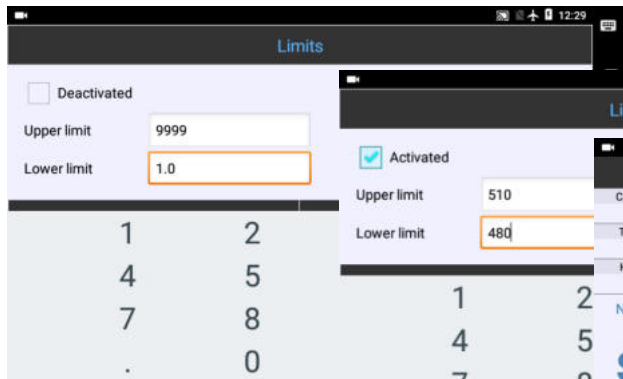 12:29
Limits
Deactivated
Upper limit 9999
Lower limit 1.0
1 2
4 5
7 8
. 0
Li
Activated
Upper limit 510
Lower limit 480
1 2
4 5
C
T
N